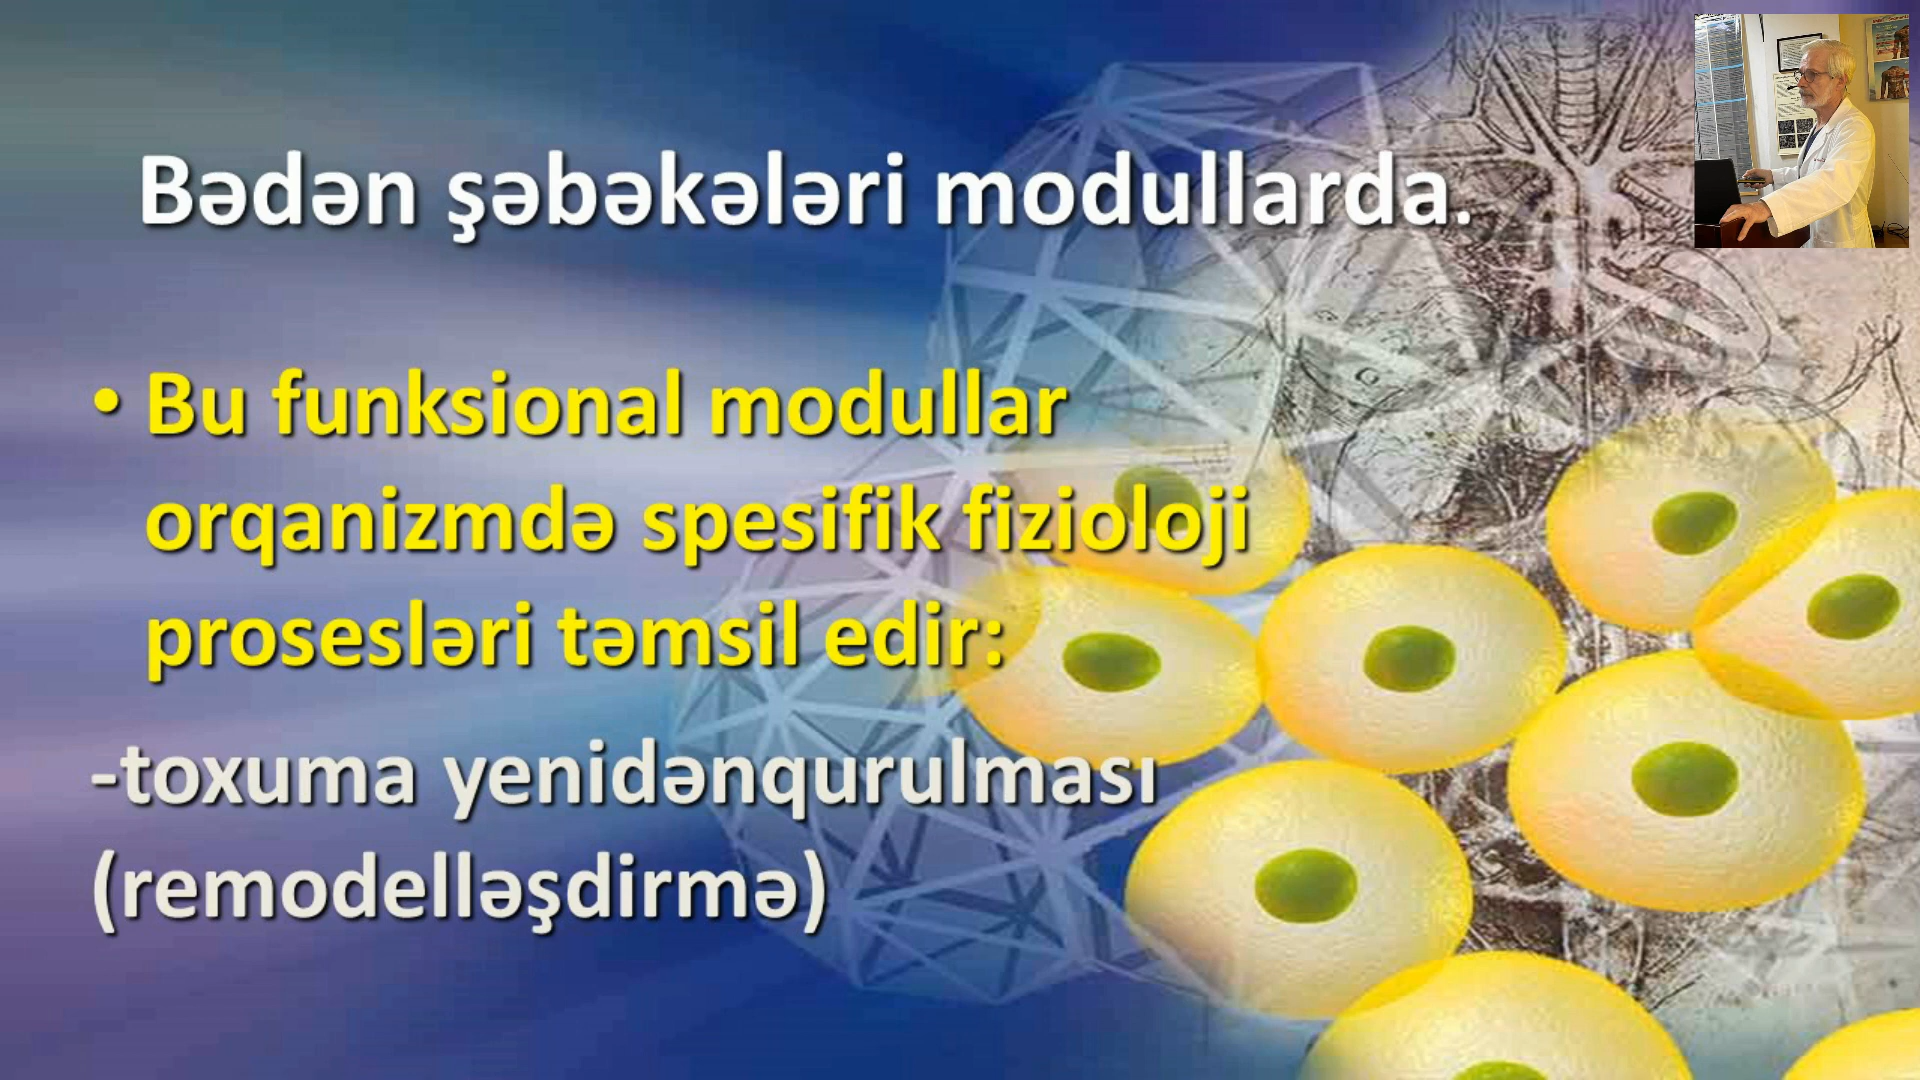 Bədən şəbəkələri modullarda.
• Bu funksional modullar
orqanizmdə spesifik fizioloji
prosesləri təmsil edir:
-toxuma yenidənqurulması
(remodelləşdirmə)